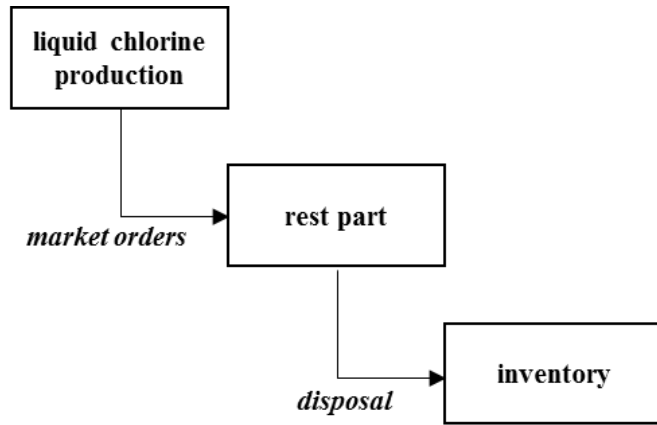 liquid chlorine
production
rest part
market orders
inventory
disposal